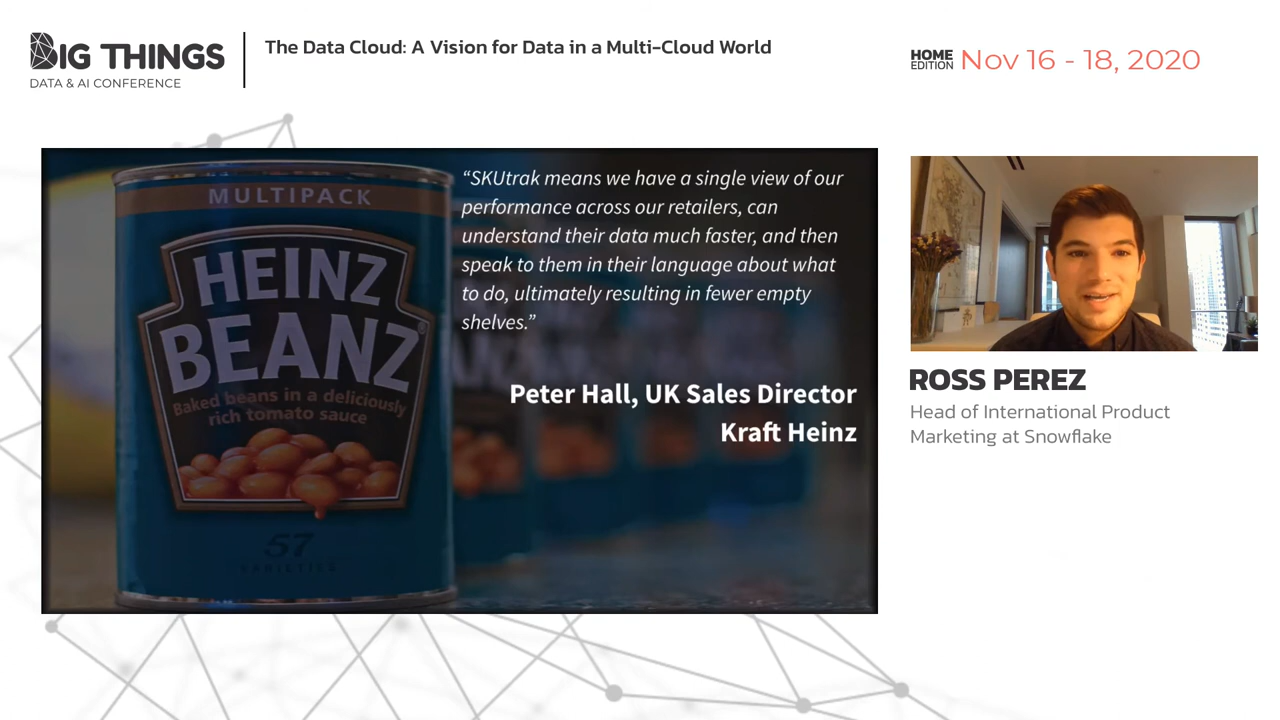 BIG THINGS
DATA & AI CONFERENCE
The Data Cloud: A Vision for Data in a Multi-Cloud World
HOME
EDITION
Nov 16 - 18, 2020
MULTIPACK
HEINZ
BEANZ
Baked beans in a deliciously
rich tomato sauce
57
VARIETIES
“SKUtrak means we have a single view of our
performance across our retailers, can
understand their data much faster, and then
speak to them in their language about what
to do, ultimately resulting in fewer empty
shelves.”
Peter Hall, UK Sales Director
Kraft Heinz
ROSS PEREZ
Head of International Product
Marketing at Snowflake